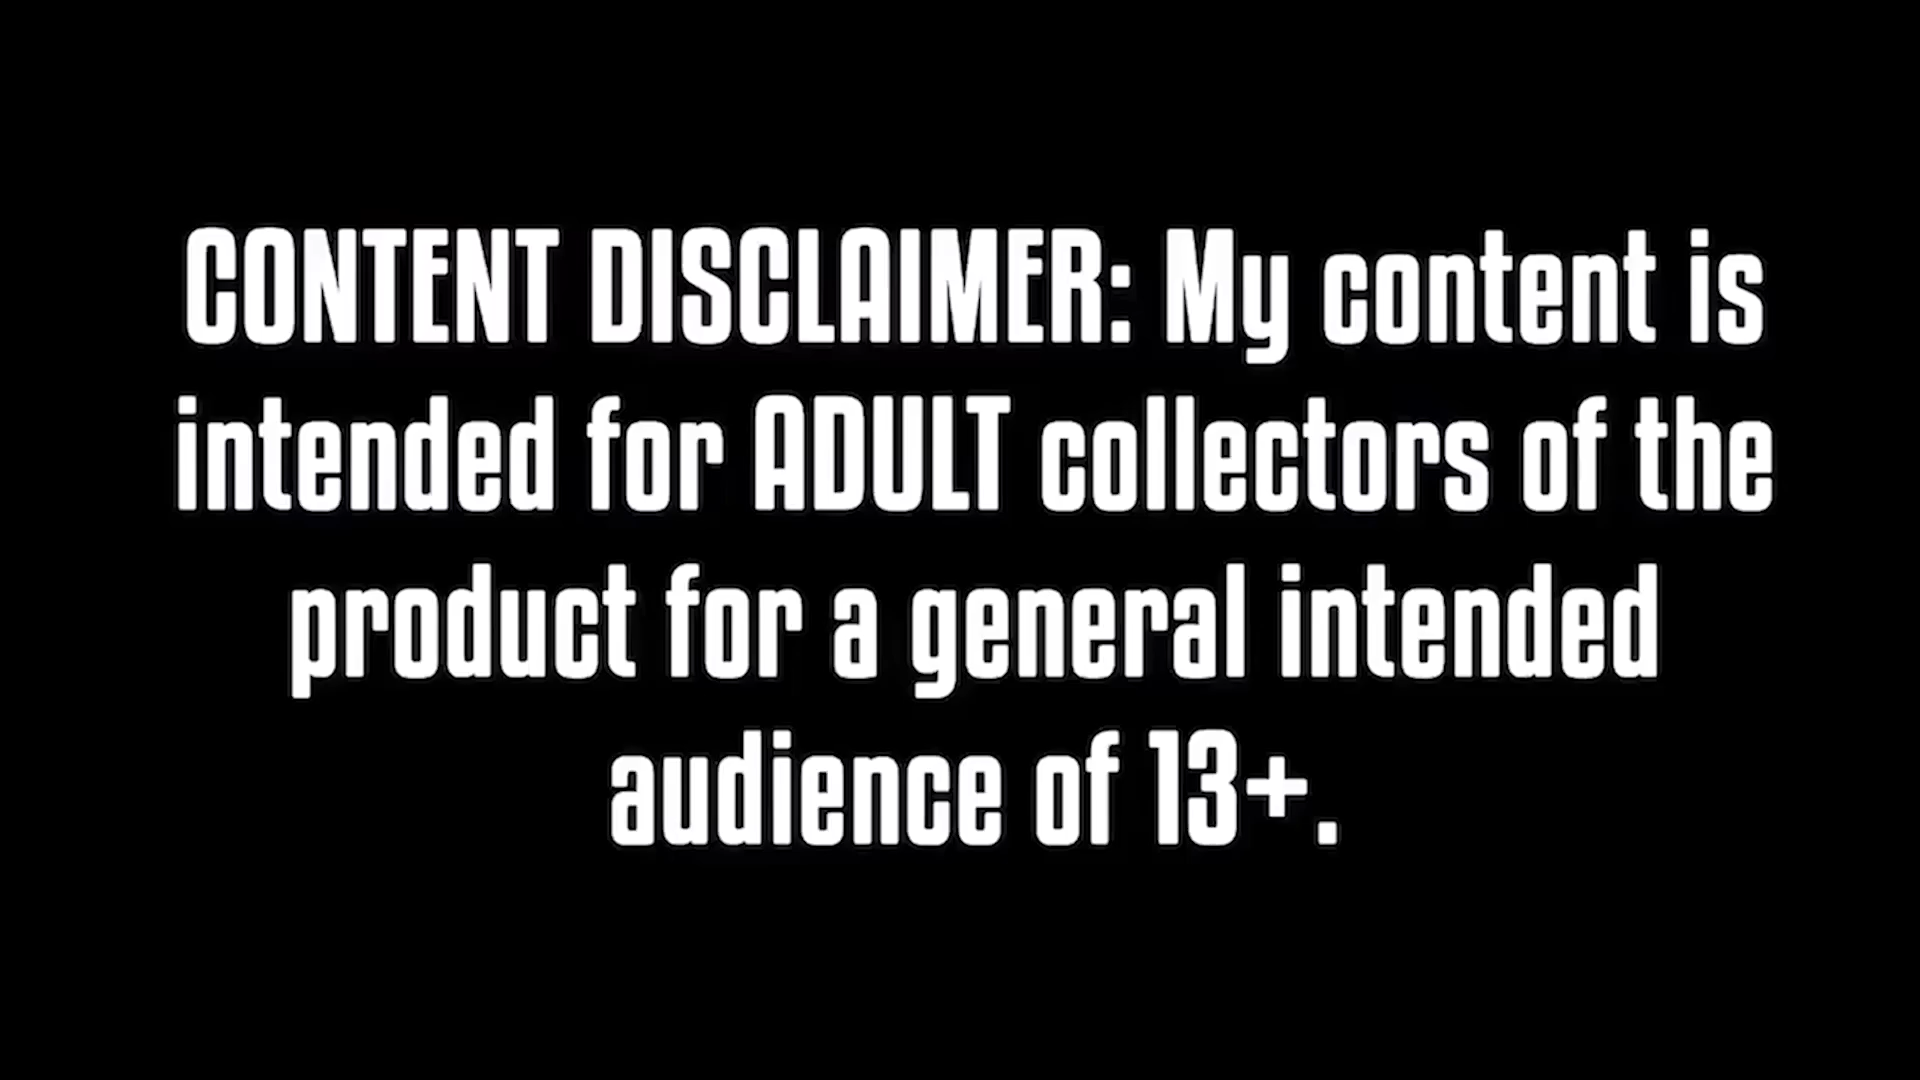 CONTENT DISCLAIMER: My content is
intended for ADULT collectors of the
product for a general intended
audience of 13+.